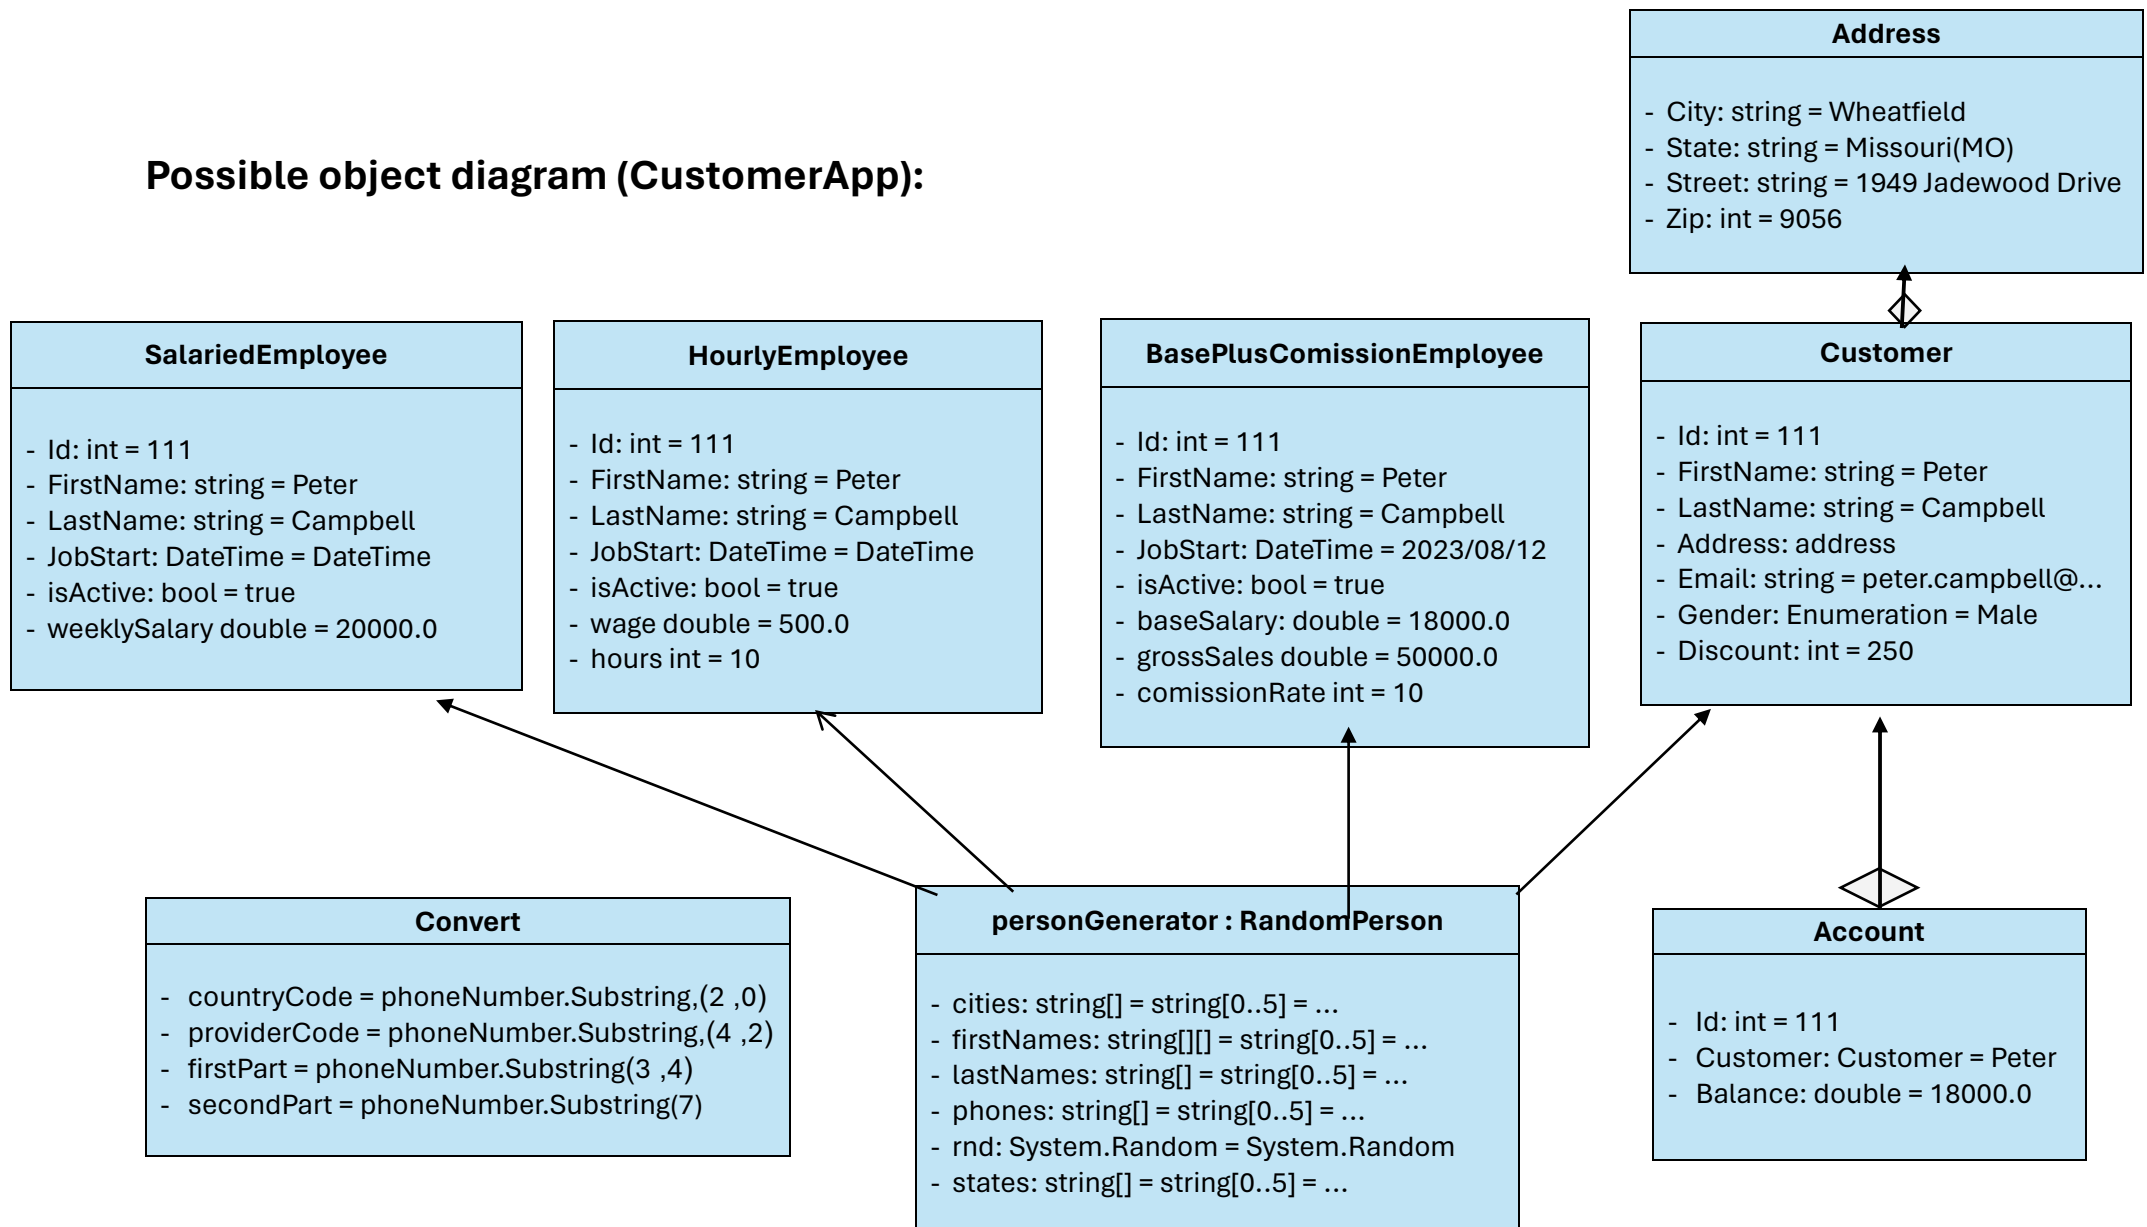 Possible object diagram (CustomerApp):
Address
- City: string = Wheatfield
- State: string = Missouri(MO)
- Street: string = 1949 Jadewood Drive
- Zip: int = 9056
SalariedEmployee
- Id: int = 111
- FirstName: string = Peter
- LastName: string = Campbell
- JobStart: DateTime = DateTime
- isActive: bool = true
- weeklySalary double = 20000.0
HourlyEmployee
- Id: int = 111
- FirstName: string = Peter
- LastName: string = Campbell
- JobStart: DateTime = DateTime
- isActive: bool = true
- wage double = 500.0
- hours int = 10
BasePlusComissionEmployee
- Id: int = 111
- FirstName: string = Peter
- LastName: string = Campbell
- JobStart: DateTime = 2023/08/12
- isActive: bool = true
- baseSalary: double = 18000.0
- grossSales double = 50000.0
- comissionRate int = 10
Customer
- Id: int = 111
- FirstName: string = Peter
- LastName: string = Campbell
- Address: address
- Email: string = peter.campbell@...
- Gender: Enumeration = Male
- Discount: int = 250
Convert
- countryCode = phoneNumber.Substring,(2 ,0)
- providerCode = phoneNumber.Substring,(4 ,2)
- firstPart = phoneNumber.Substring(3 ,4)
- secondPart = phoneNumber.Substring(7)
personGenerator : RandomPerson
- cities: string[] = string[0..5] = ...
- firstNames: string[][] = string[0..5] = ...
- lastNames: string[] = string[0..5] = ...
- phones: string[] = string[0..5] = ...
- rnd: System.Random = System.Random
- states: string[] = string[0..5] = ...
Account
- Id: int = 111
- Customer: Customer = Peter
- Balance: double = 18000.0